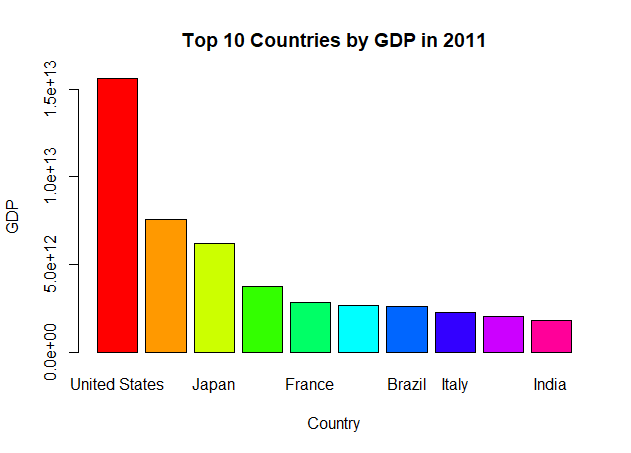 Top 10 Countries by GDP in 2011
GDP
1.5e+13
1.0e+13
5.0e+12
0.0e+00
United States Japan France Brazil Italy India
Country